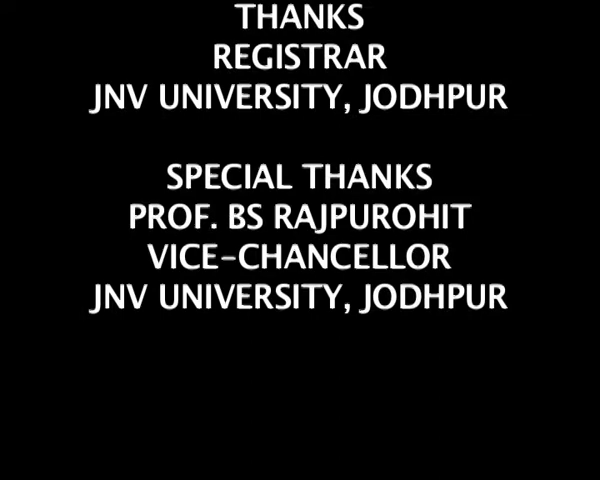 THANKS
REGISTRAR
JNV UNIVERSITY, JODHPUR
SPECIAL THANKS
PROF. BS RAJPUROHIT
VICE-CHANCELLOR
JNV UNIVERSITY, JODHPUR